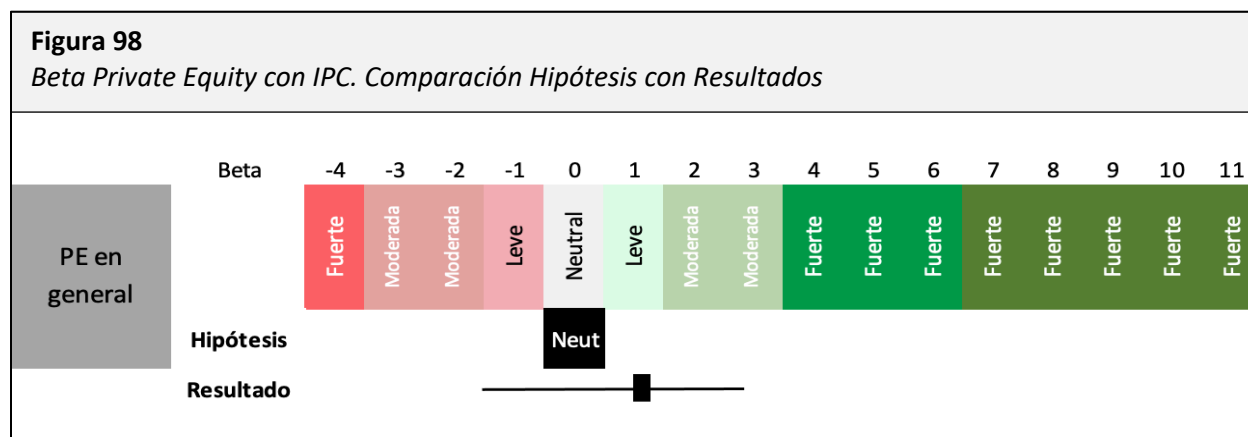 Figura 98
Beta Private Equity con IPC. Comparación Hipótesis con Resultados
Beta -4 -3 -2 -1 0 1 2 3 4 5 6 7 8 9 10 11
PE en
general
Fuerte Moderada Moderada Leve Neutral Leve Moderada Moderada Fuerte Fuerte Fuerte Fuerte Fuerte Fuerte Fuerte Fuerte
Hipótesis Neut
Resultado